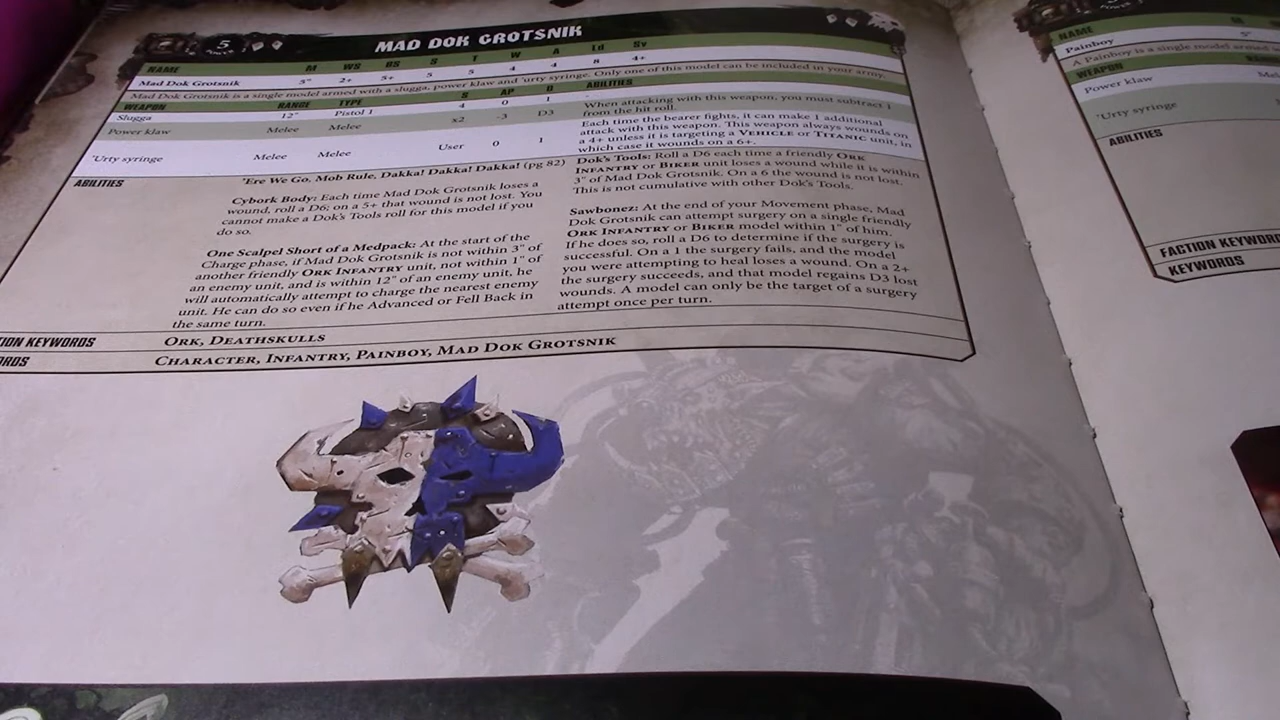 5
POWER
MAD DOK GROTSNIK
NAME M WS BS S T W A Ld Sv
Mad Dok Grotsnik 5" 2+ 5+ 5 5 4 4 8 4+
Mad Dok Grotsnik is a single model armed with a slugga, power klaw and 'urty syringe. Only one of this model can be included in your army.
WEAPON RANGE TYPE S AP D ABILITIES
Slugga 12" Pistol 1 4 0 1
Power klaw Melee Melee x2 -3 D3 When attacking with this weapon, you must subtract 1
from the hit roll.
'Urty syringe Melee Melee User 0 1 Each time the bearer fights, it can make 1 additional
attack with this weapon. This weapon always wounds on
a 4+ unless it is targeting a VEHICLE or TITANIC unit, in
which case it wounds on a 6+.
ABILITIES
'Ere We Go, Mob Rule, Dakka! Dakka! Dakka! (pg 82)
Cybork Body: Each time Mad Dok Grotsnik loses a
wound, roll a D6; on a 5+ that wound is not lost. You
cannot make a Dok's Tools roll for this model if you
do so.
One Scalpel Short of a Medpack: At the start of the
Charge phase, if Mad Dok Grotsnik is not within 3" of
another friendly ORK INFANTRY unit, not within 1" of
an enemy unit, and is within 12" of an enemy unit, he
will automatically attempt to charge the nearest enemy
unit. He can do so even if he Advanced or Fell Back in
the same turn.
Dok's Tools: Roll a D6 each time a friendly ORK
INFANTRY or BIKER unit loses a wound while it is within
3" of Mad Dok Grotsnik. On a 6 the wound is not lost.
This is not cumulative with other Dok's Tools.
Sawbonez: At the end of your Movement phase, Mad
Dok Grotsnik can attempt surgery on a single friendly
ORK INFANTRY or BIKER model within 1" of him.
If he does so, roll a D6 to determine if the surgery is
successful. On a 1 the surgery fails, and the model
you were attempting to heal loses a wound. On a 2+
the surgery succeeds, and that model regains D3 lost
wounds. A model can only be the target of a surgery
attempt once per turn.
TION KEYWORDS ORK, DEATHSKULLS
ORDS CHARACTER, INFANTRY, PAINBOY, MAD DOK GROTSNIK
NAME M
Painboy 5"
A Painboy is a single model armed
WEAPON
Power klaw Me
'Urty syringe
ABILITIES
FACTION KEYWORD
KEYWORDS